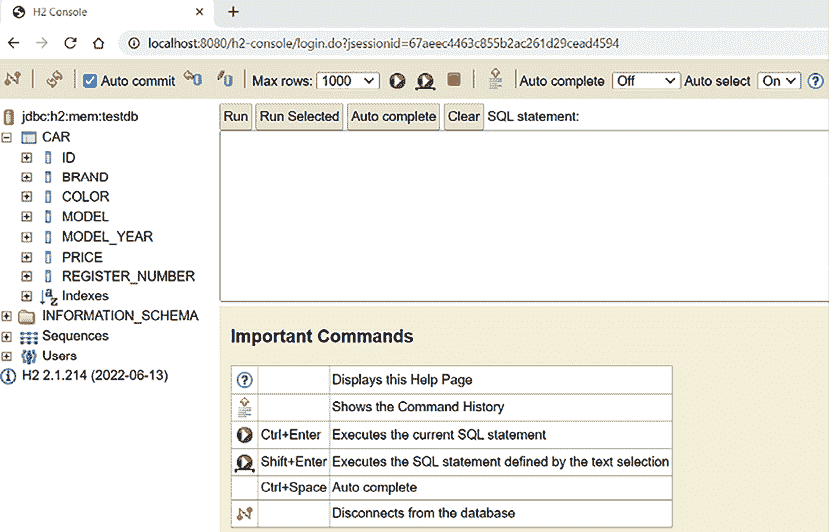 H2 Console
localhost:8080/h2-console/login.do?jsessionid=67aeec4463c855b2ac261d29cead4594
Auto commit Max rows: 1000 Auto complete Off Auto select On
jdbc:h2:mem:testdb
CAR
ID
BRAND
COLOR
MODEL
MODEL_YEAR
PRICE
REGISTER_NUMBER
Indexes
INFORMATION_SCHEMA
Sequences
Users
H2 2.1.214 (2022-06-13)
Run Run Selected Auto complete Clear SQL statement:
Important Commands
Displays this Help Page
Shows the Command History
Ctrl+Enter Executes the current SQL statement
Shift+Enter Executes the SQL statement defined by the text selection
Ctrl+Space Auto complete
Disconnects from the database